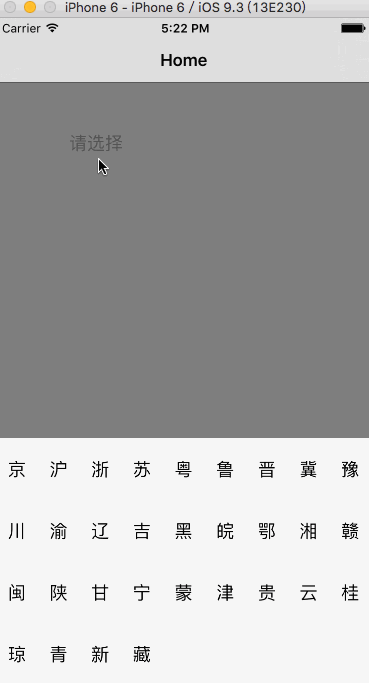 iPhone 6 - iPhone 6 / iOS 9.3 (13E230)
Carrier 5:22 PM
Home
请选择
京 沪 浙 苏 粤 鲁 晋 冀 豫
川 渝 辽 吉 黑 皖 鄂 湘 赣
闽 陕 甘 宁 蒙 津 贵 云 桂
琼 青 新 藏